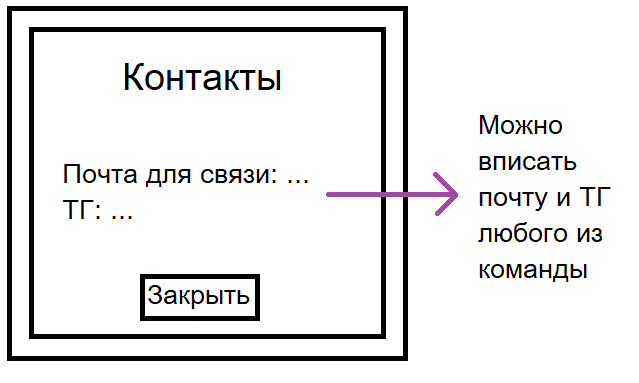 Контакты
Почта для связи: ...
ТГ: ...
Закрыть
Можно
вписать
почту и ТГ
любого из
команды